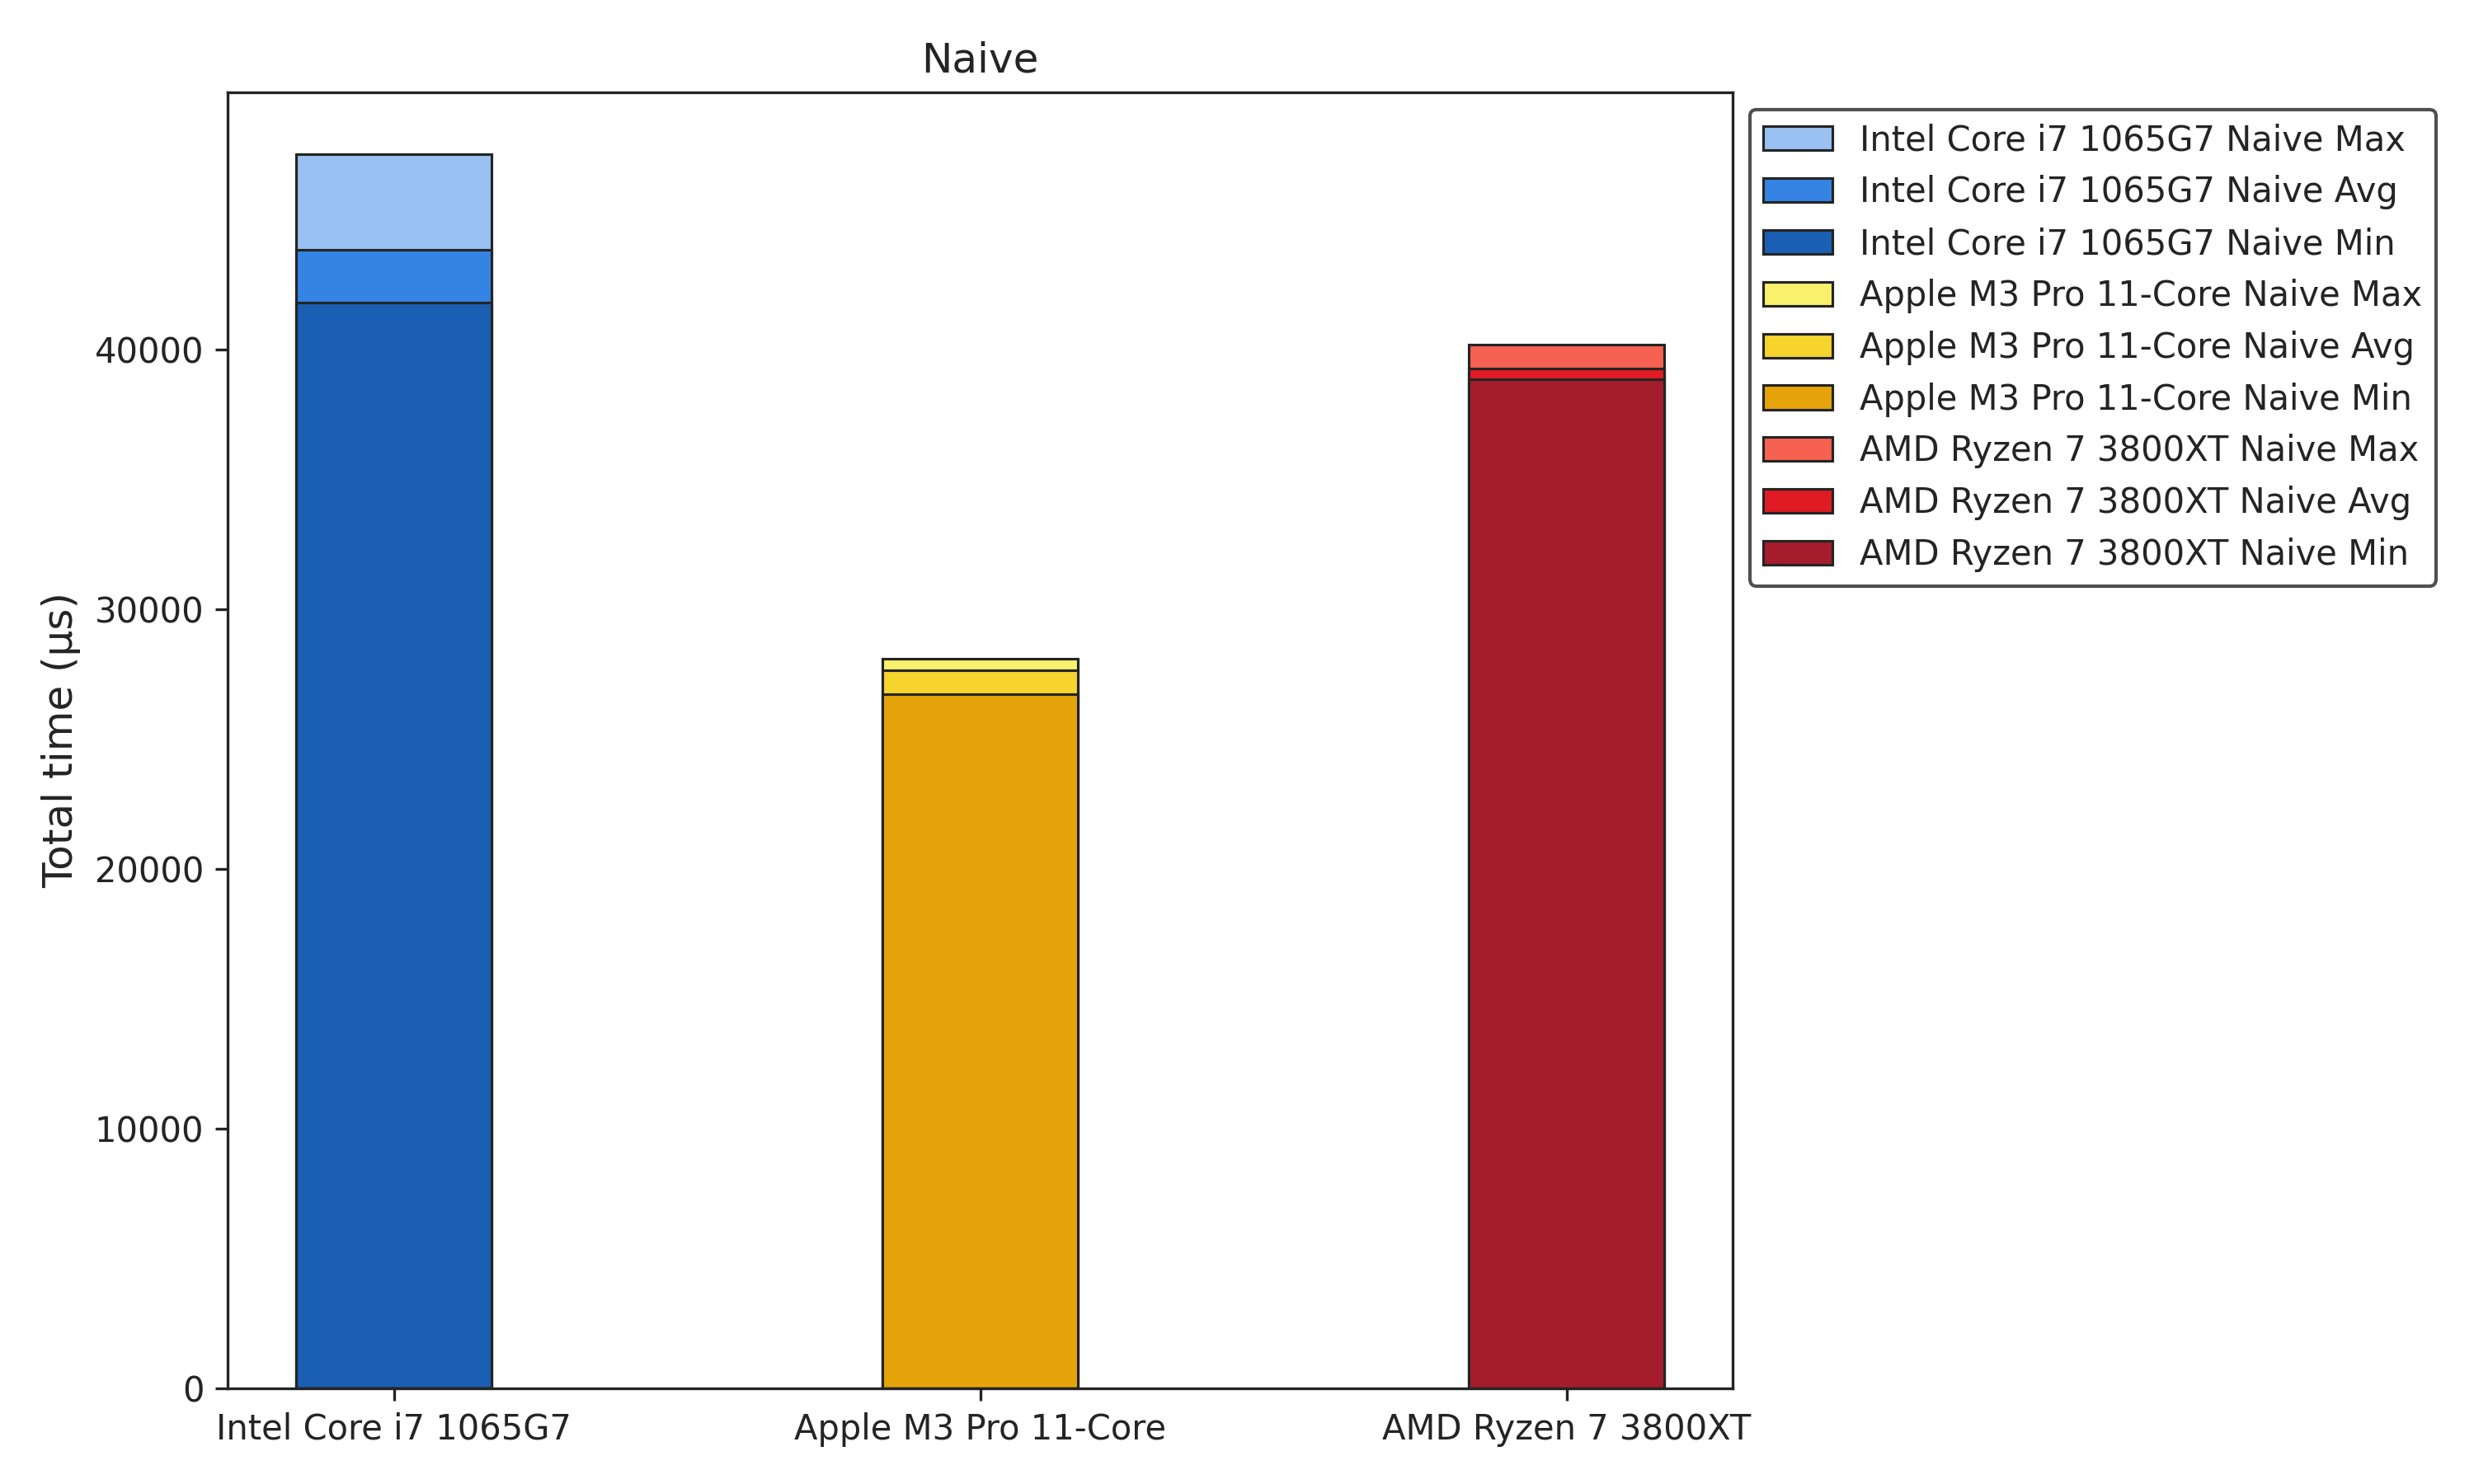 Naive
Total time (µs)
40000
30000
20000
10000
0
Intel Core i7 1065G7
Apple M3 Pro 11-Core
AMD Ryzen 7 3800XT
Intel Core i7 1065G7 Naive Max
Intel Core i7 1065G7 Naive Avg
Intel Core i7 1065G7 Naive Min
Apple M3 Pro 11-Core Naive Max
Apple M3 Pro 11-Core Naive Avg
Apple M3 Pro 11-Core Naive Min
AMD Ryzen 7 3800XT Naive Max
AMD Ryzen 7 3800XT Naive Avg
AMD Ryzen 7 3800XT Naive Min